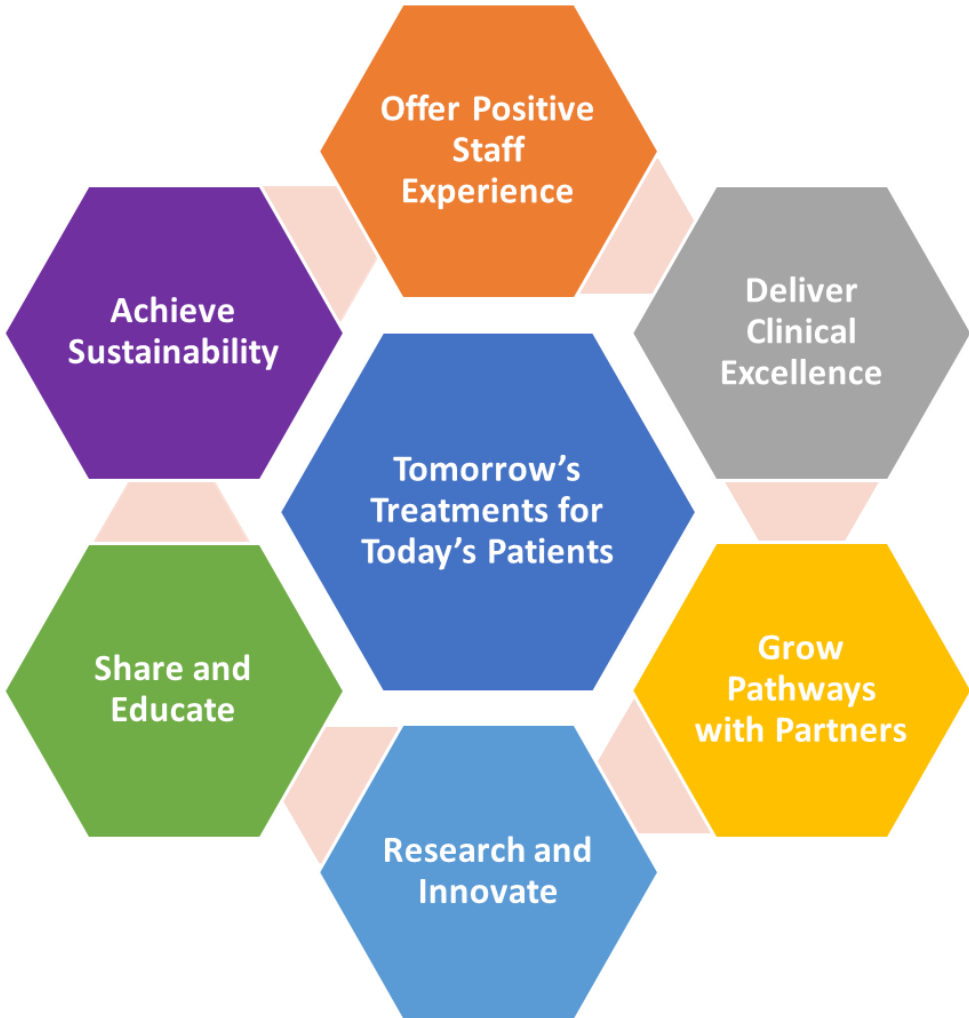 Offer Positive
Staff
Experience
Deliver
Clinical
Excellence
Grow
Pathways
with Partners
Research and
Innovate
Share and
Educate
Achieve
Sustainability
Tomorrow’s
Treatments for
Today’s Patients